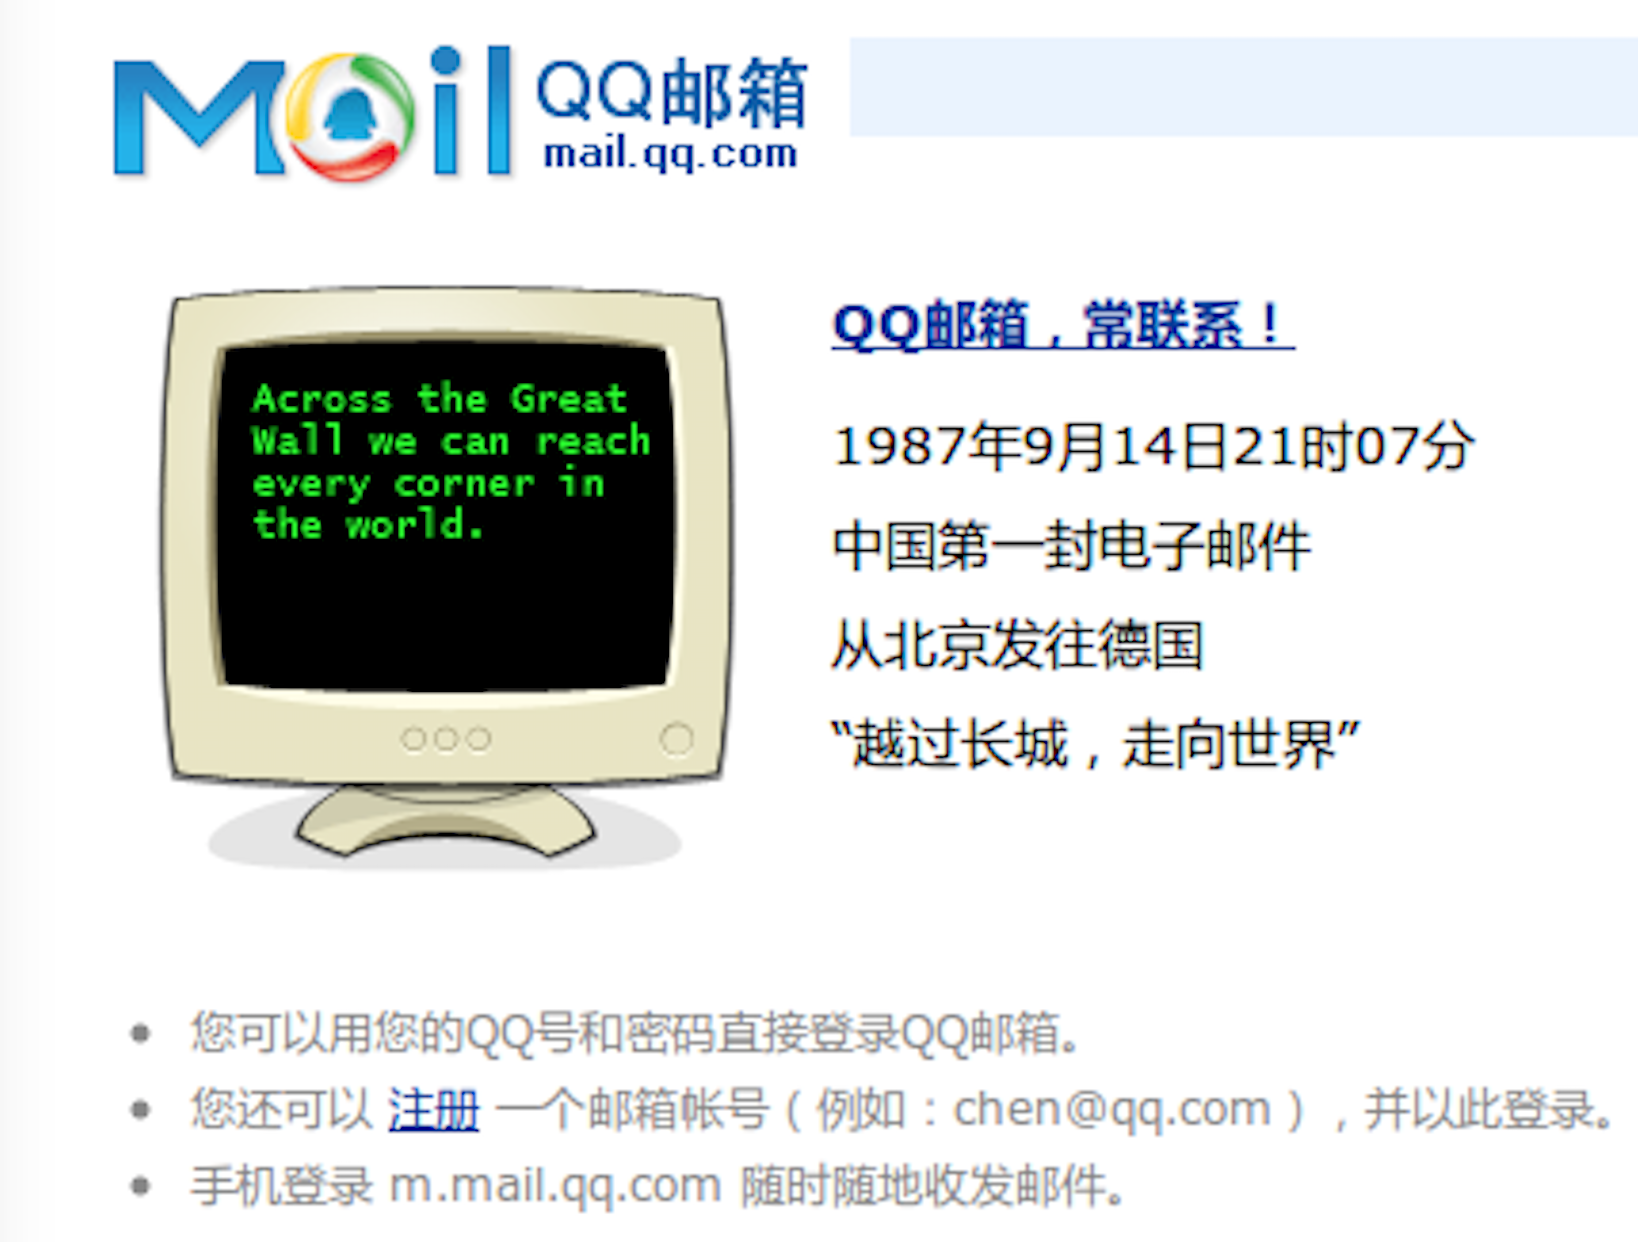 Mail QQ邮箱
mail.qq.com
Across the Great
Wall we can reach
every corner in
the world.
QQ邮箱，常联系！
1987年9月14日21时07分
中国第一封电子邮件
从北京发往德国
“越过长城，走向世界”
您可以用您的QQ号和密码直接登录QQ邮箱。
您还可以 注册 一个邮箱帐号（例如：chen@qq.com），并以此登录。
手机登录 m.mail.qq.com 随时随地收发邮件。